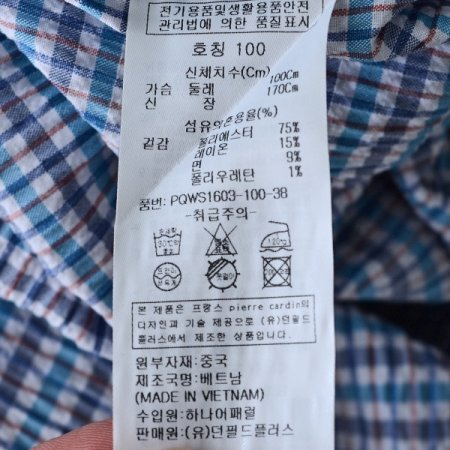 전기용품및생활용품안전
관리법에 의한 품질표시
호칭 100
신체치수(Cm)
가슴 둘레 100Cm
신 장 170Cm
섬유의혼용율(%)
겉감 폴리에스터 75%
레이온 15%
면 9%
폴리우레탄 1%
품번: PQWS1603-100-38
-취급주의-
본 제품은 프랑스 pierre cardin의
디자인과 기술 제공으로 (유)던필드
플러스에서 제조한 상품임
원부자재:중국
제조국명:베트남
(MADE IN VIETNAM)
수입원:하나어패럴
판매원:(유)던필드플러스